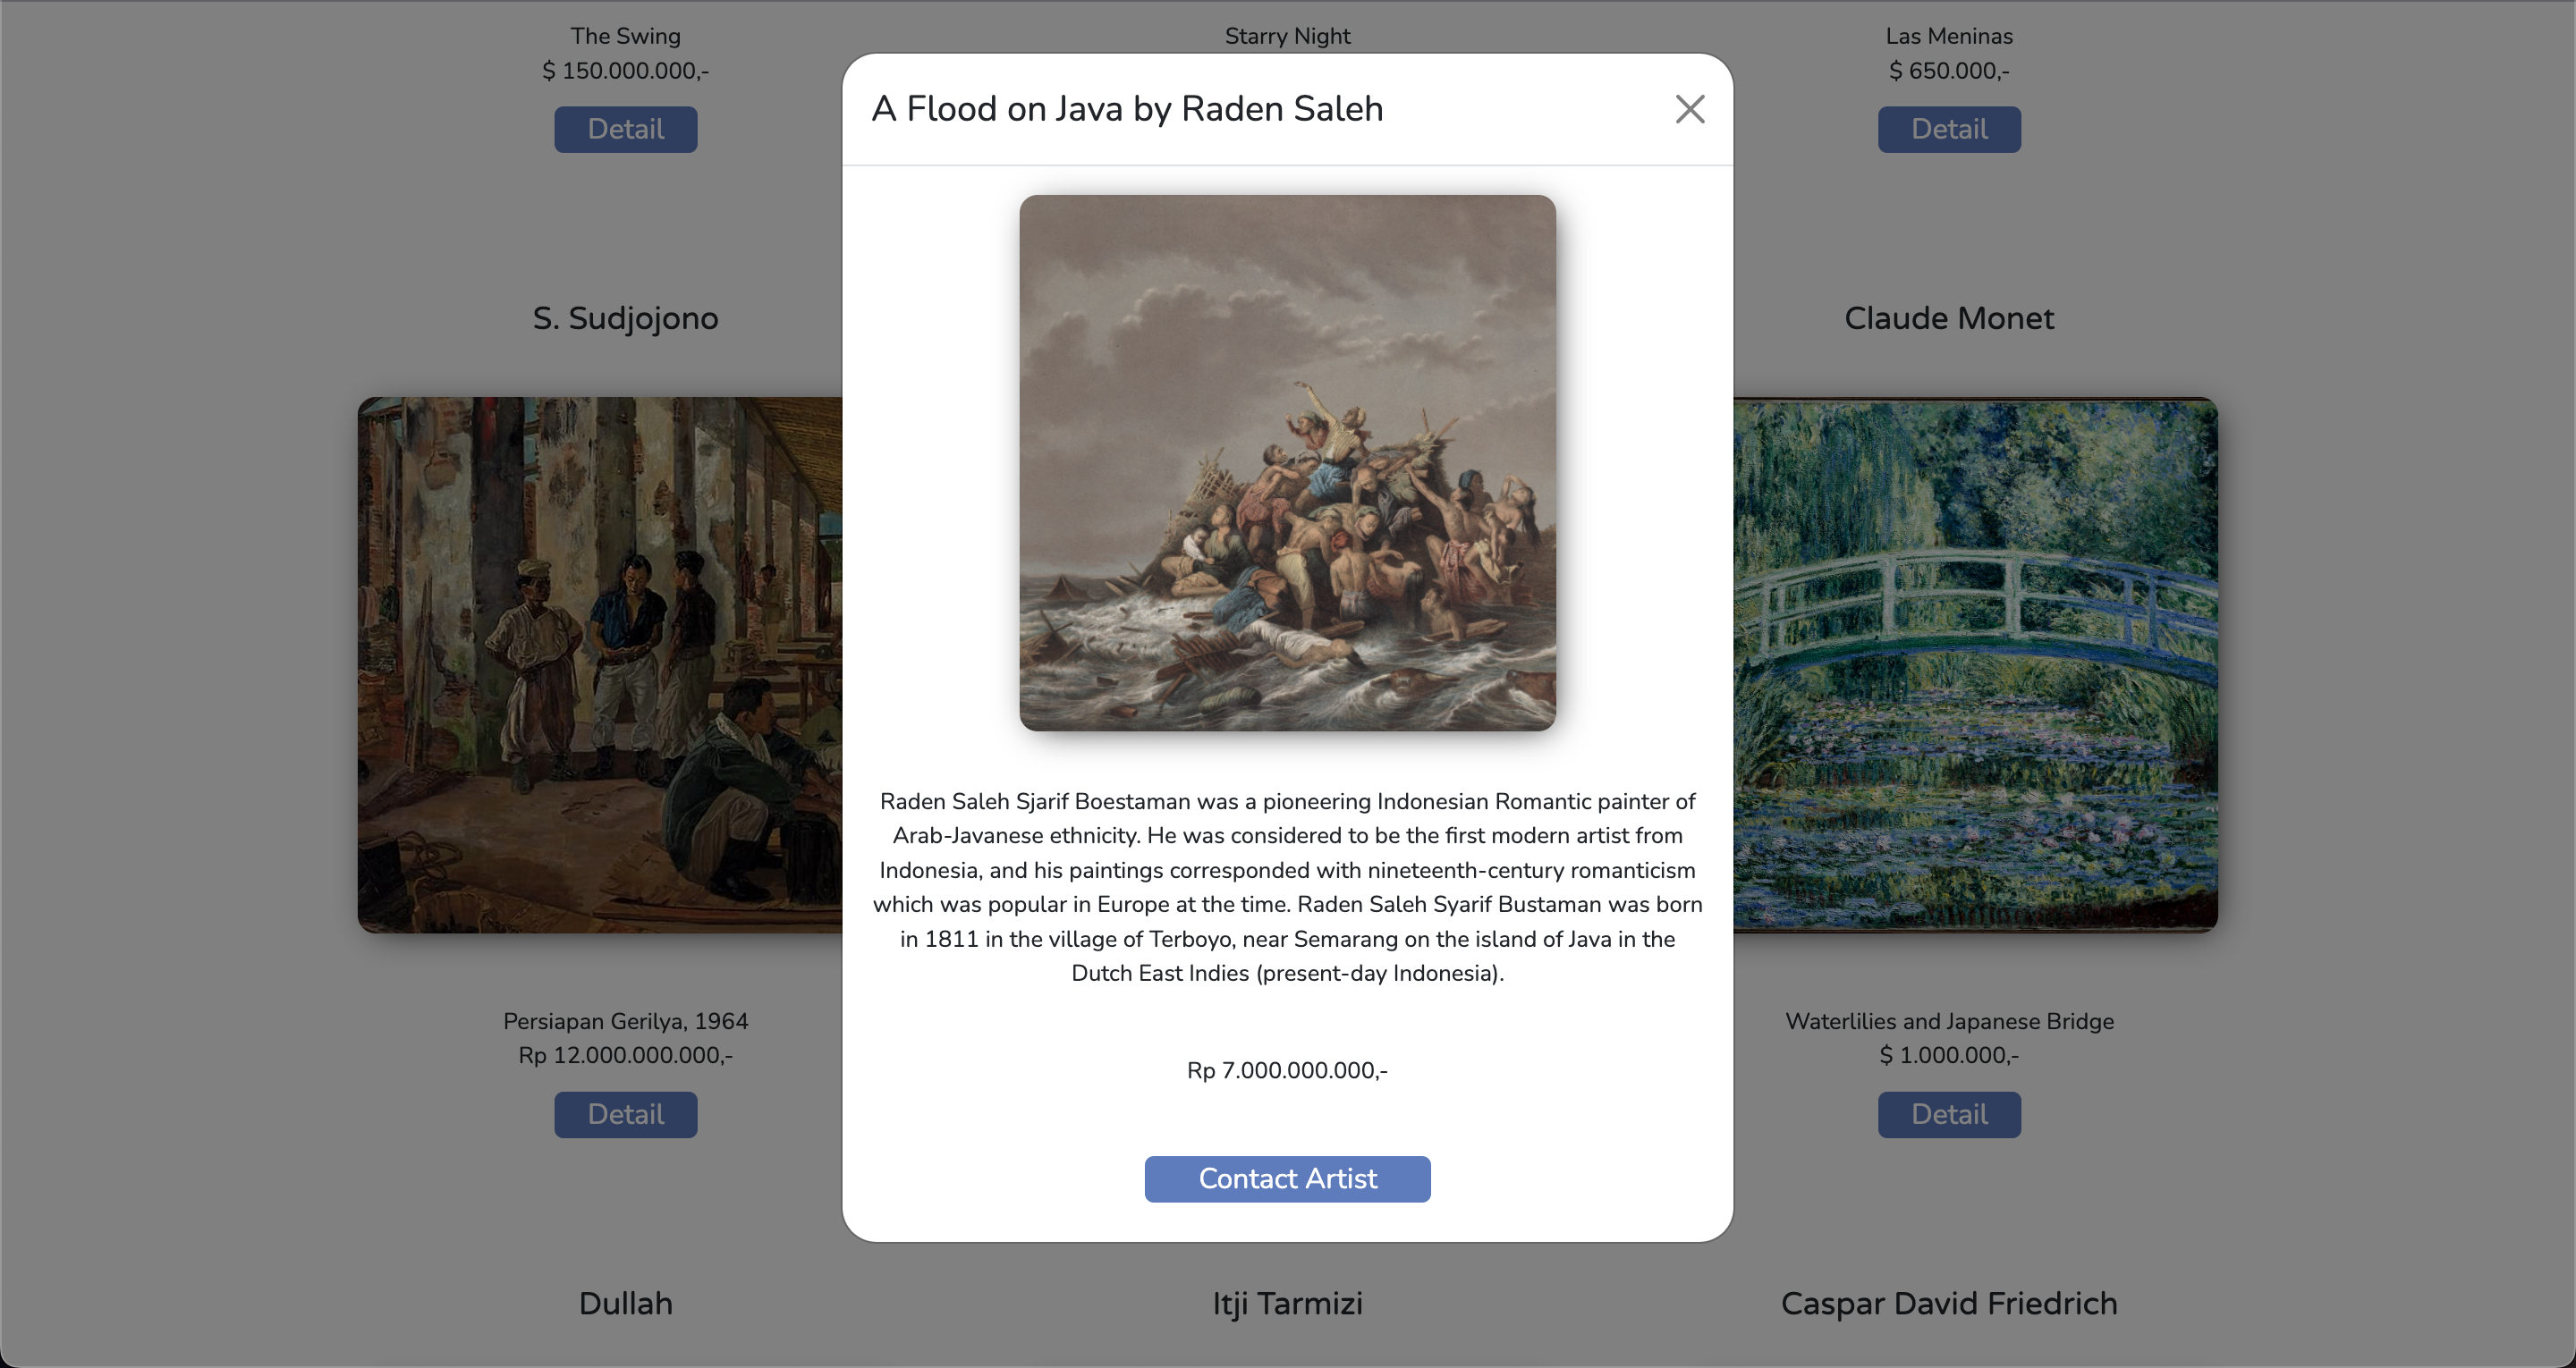 The Swing
$ 150.000.000,-
Detail
Starry Night
Las Meninas
$ 650.000,-
Detail
A Flood on Java by Raden Saleh
S. Sudjojono
Claude Monet
Raden Saleh Sjarif Boestaman was a pioneering Indonesian Romantic painter of
Arab-Javanese ethnicity. He was considered to be the first modern artist from
Indonesia, and his paintings corresponded with nineteenth-century romanticism
which was popular in Europe at the time. Raden Saleh Syarif Bustaman was born
in 1811 in the village of Terboyo, near Semarang on the island of Java in the
Dutch East Indies (present-day Indonesia).
Rp 7.000.000.000,-
Contact Artist
Persiapan Gerilya, 1964
Rp 12.000.000.000,-
Detail
Waterlilies and Japanese Bridge
$ 1.000.000,-
Detail
Dullah
Itji Tarmizi
Caspar David Friedrich